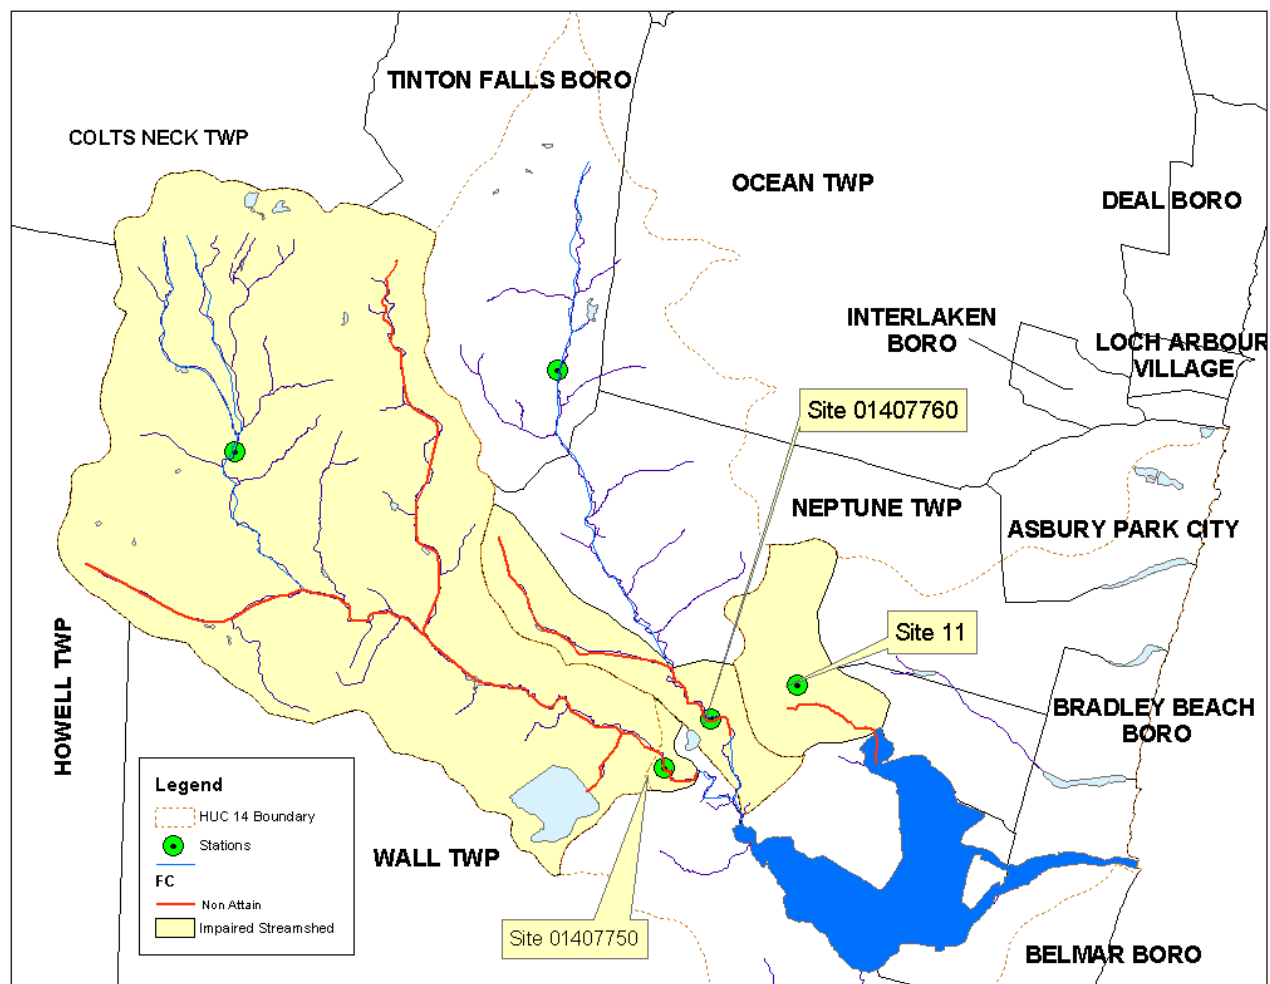 TINTON FALLS BORO
COLTS NECK TWP
OCEAN TWP
DEAL BORO
INTERLAKEN
BORO
LOCH ARBOUR
VILLAGE
Site 01407760
NEPTUNE TWP
ASBURY PARK CITY
Site 11
HOWELL TWP
BRADLEY BEACH
BORO
Legend
HUC 14 Boundary
Stations
FC
Non Attain
Impaired Streamshed
WALL TWP
Site 01407750
BELMAR BORO